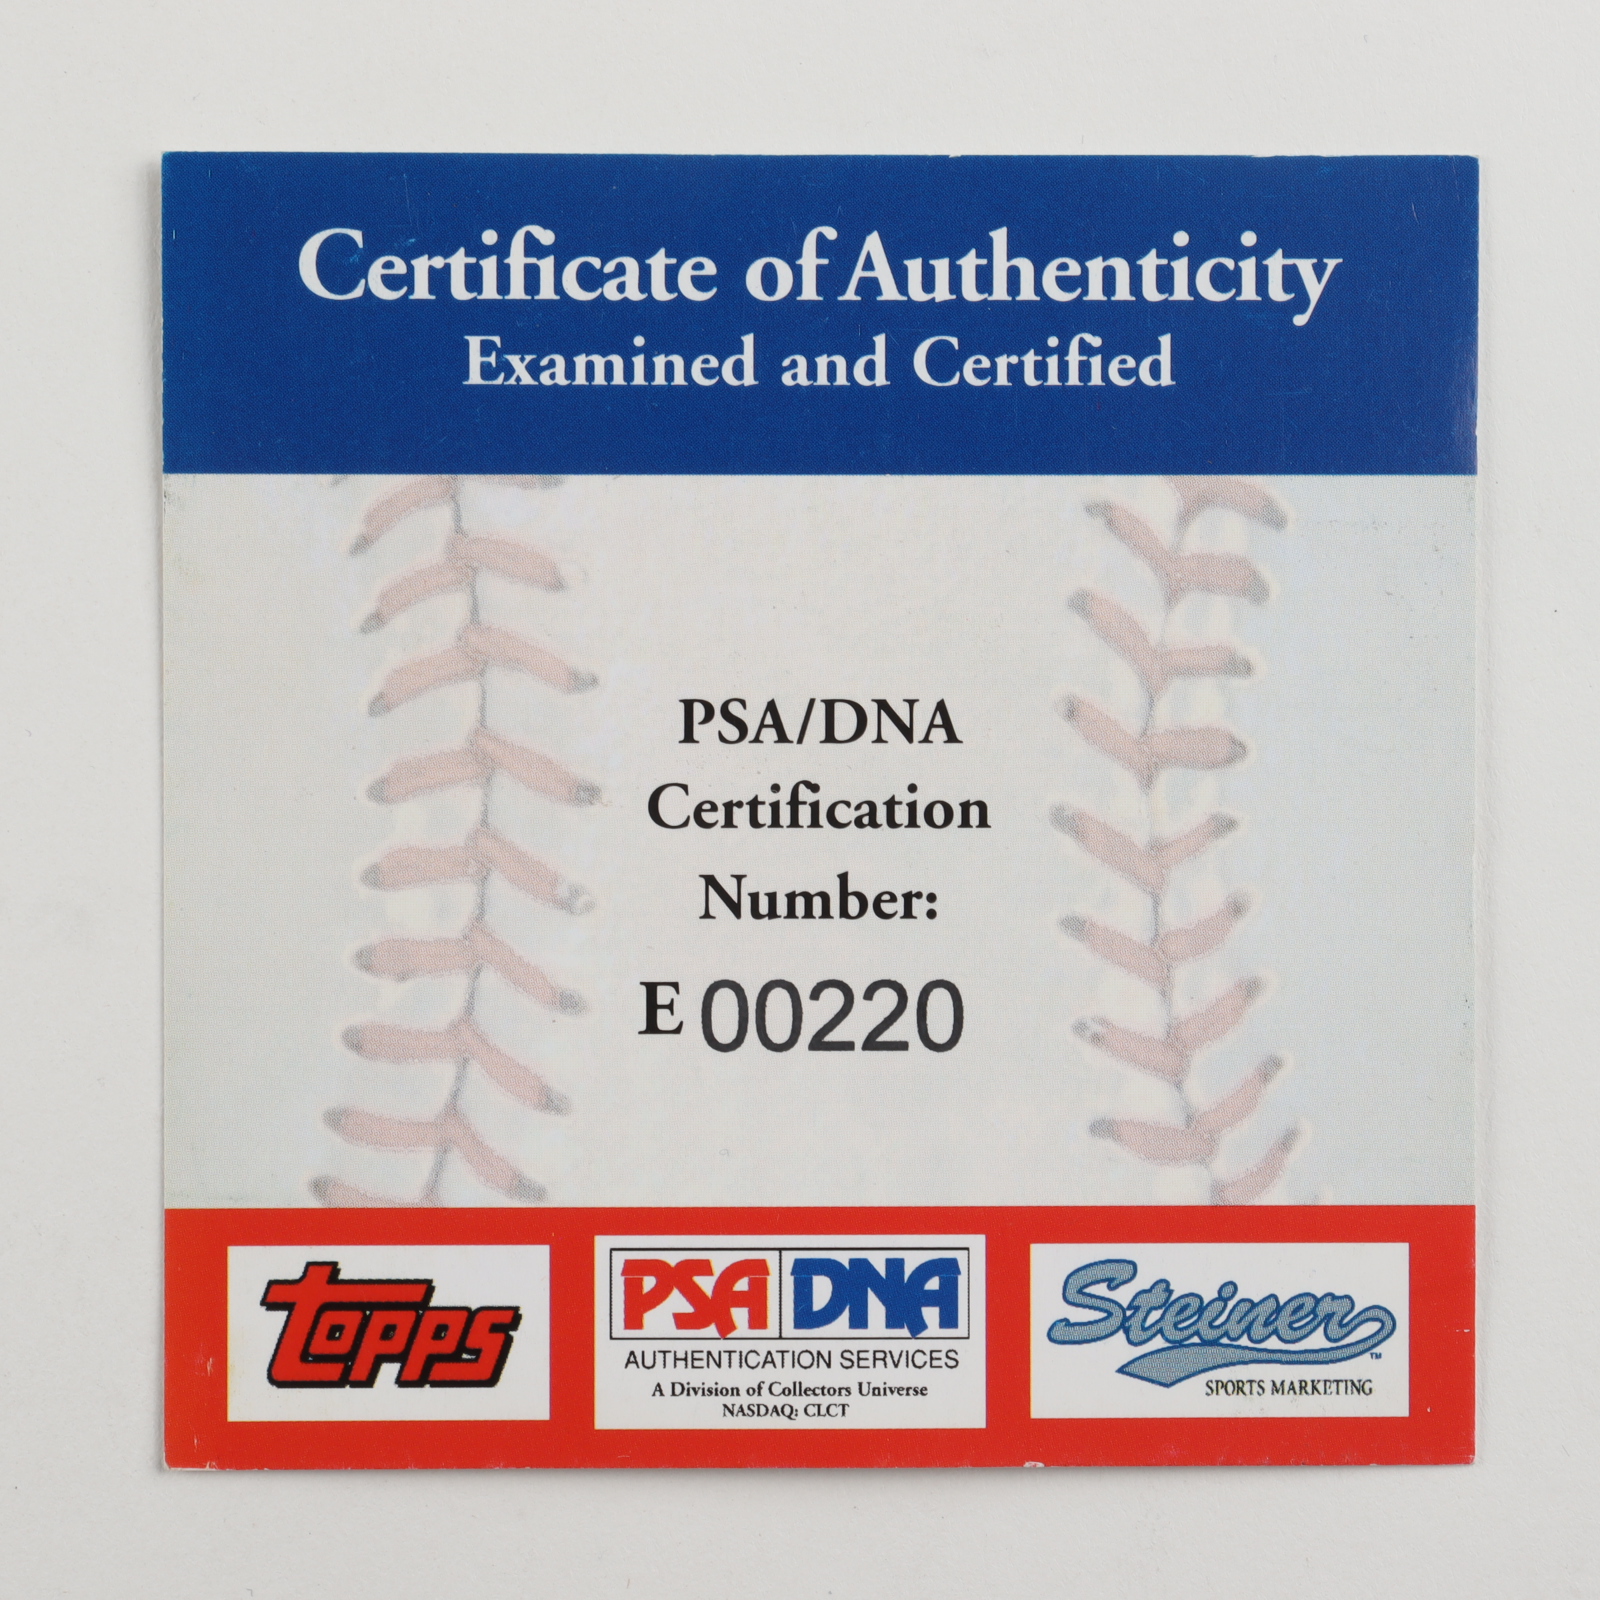 Certificate of Authenticity
Examined and Certified
PSA/DNA
Certification
Number:
E 00220
Topps
PSA DNA
AUTHENTICATION SERVICES
A Division of Collectors Universe
NASDAQ: CLCT
Steiner
™
SPORTS MARKETING